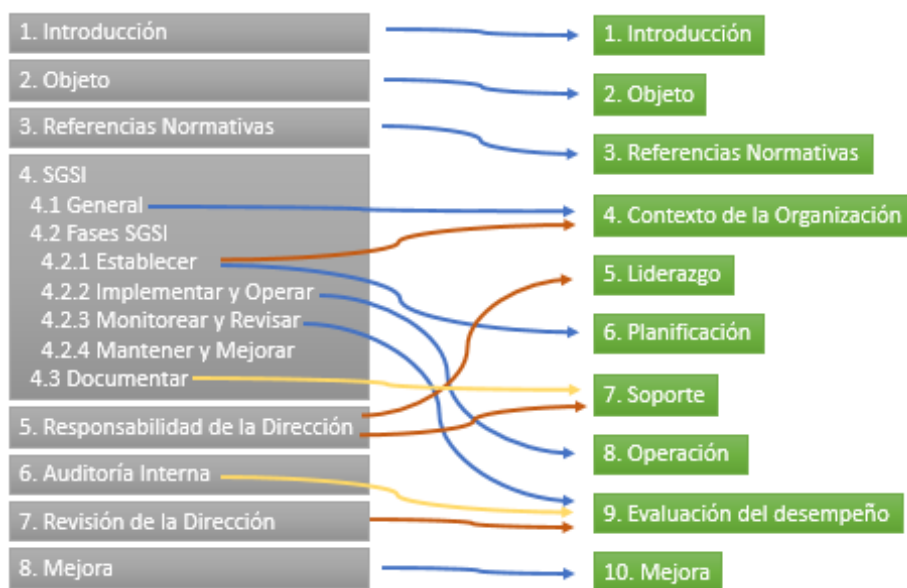 1. Introducción
2. Objeto
3. Referencias Normativas
4. SGSI
4.1 General
4.2 Fases SGSI
4.2.1 Establecer
4.2.2 Implementar y Operar
4.2.3 Monitorear y Revisar
4.2.4 Mantener y Mejorar
4.3 Documentar
5. Responsabilidad de la Dirección
6. Auditoría Interna
7. Revisión de la Dirección
8. Mejora
1. Introducción
2. Objeto
3. Referencias Normativas
4. Contexto de la Organización
5. Liderazgo
6. Planificación
7. Soporte
8. Operación
9. Evaluación del desempeño
10. Mejora